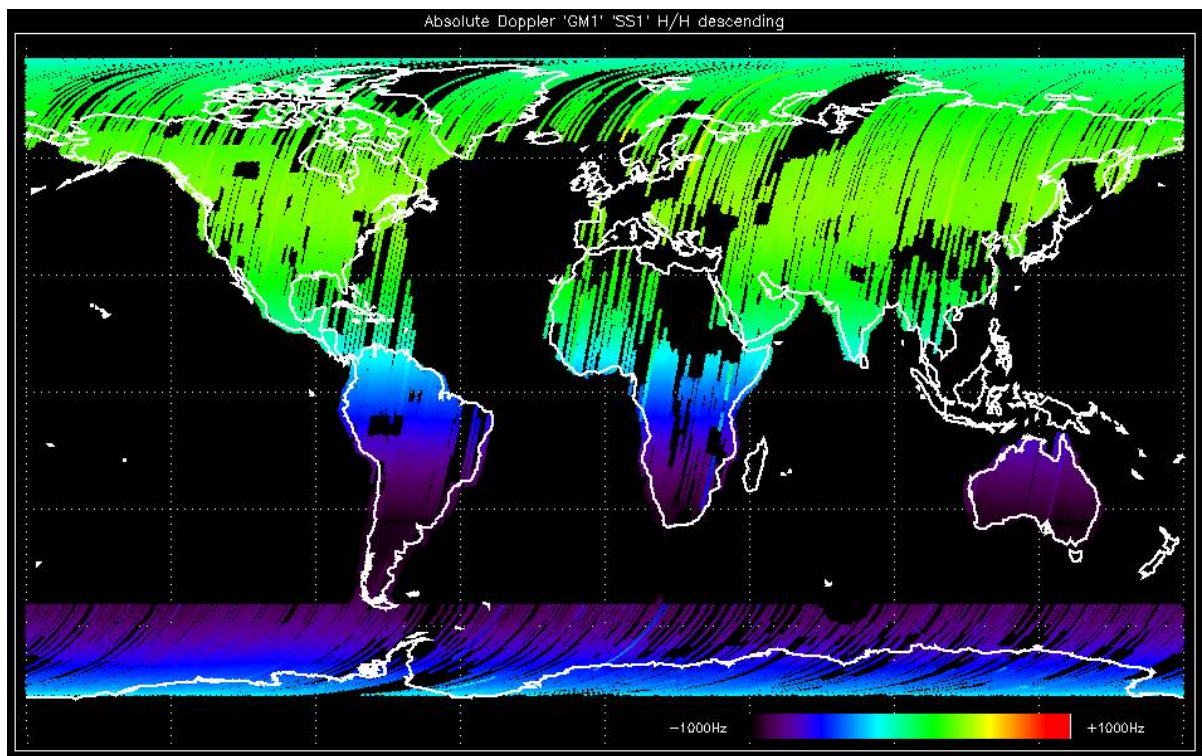 Absolute Doppler 'GM1' 'SS1' H/H descending
-1000Hz +1000Hz